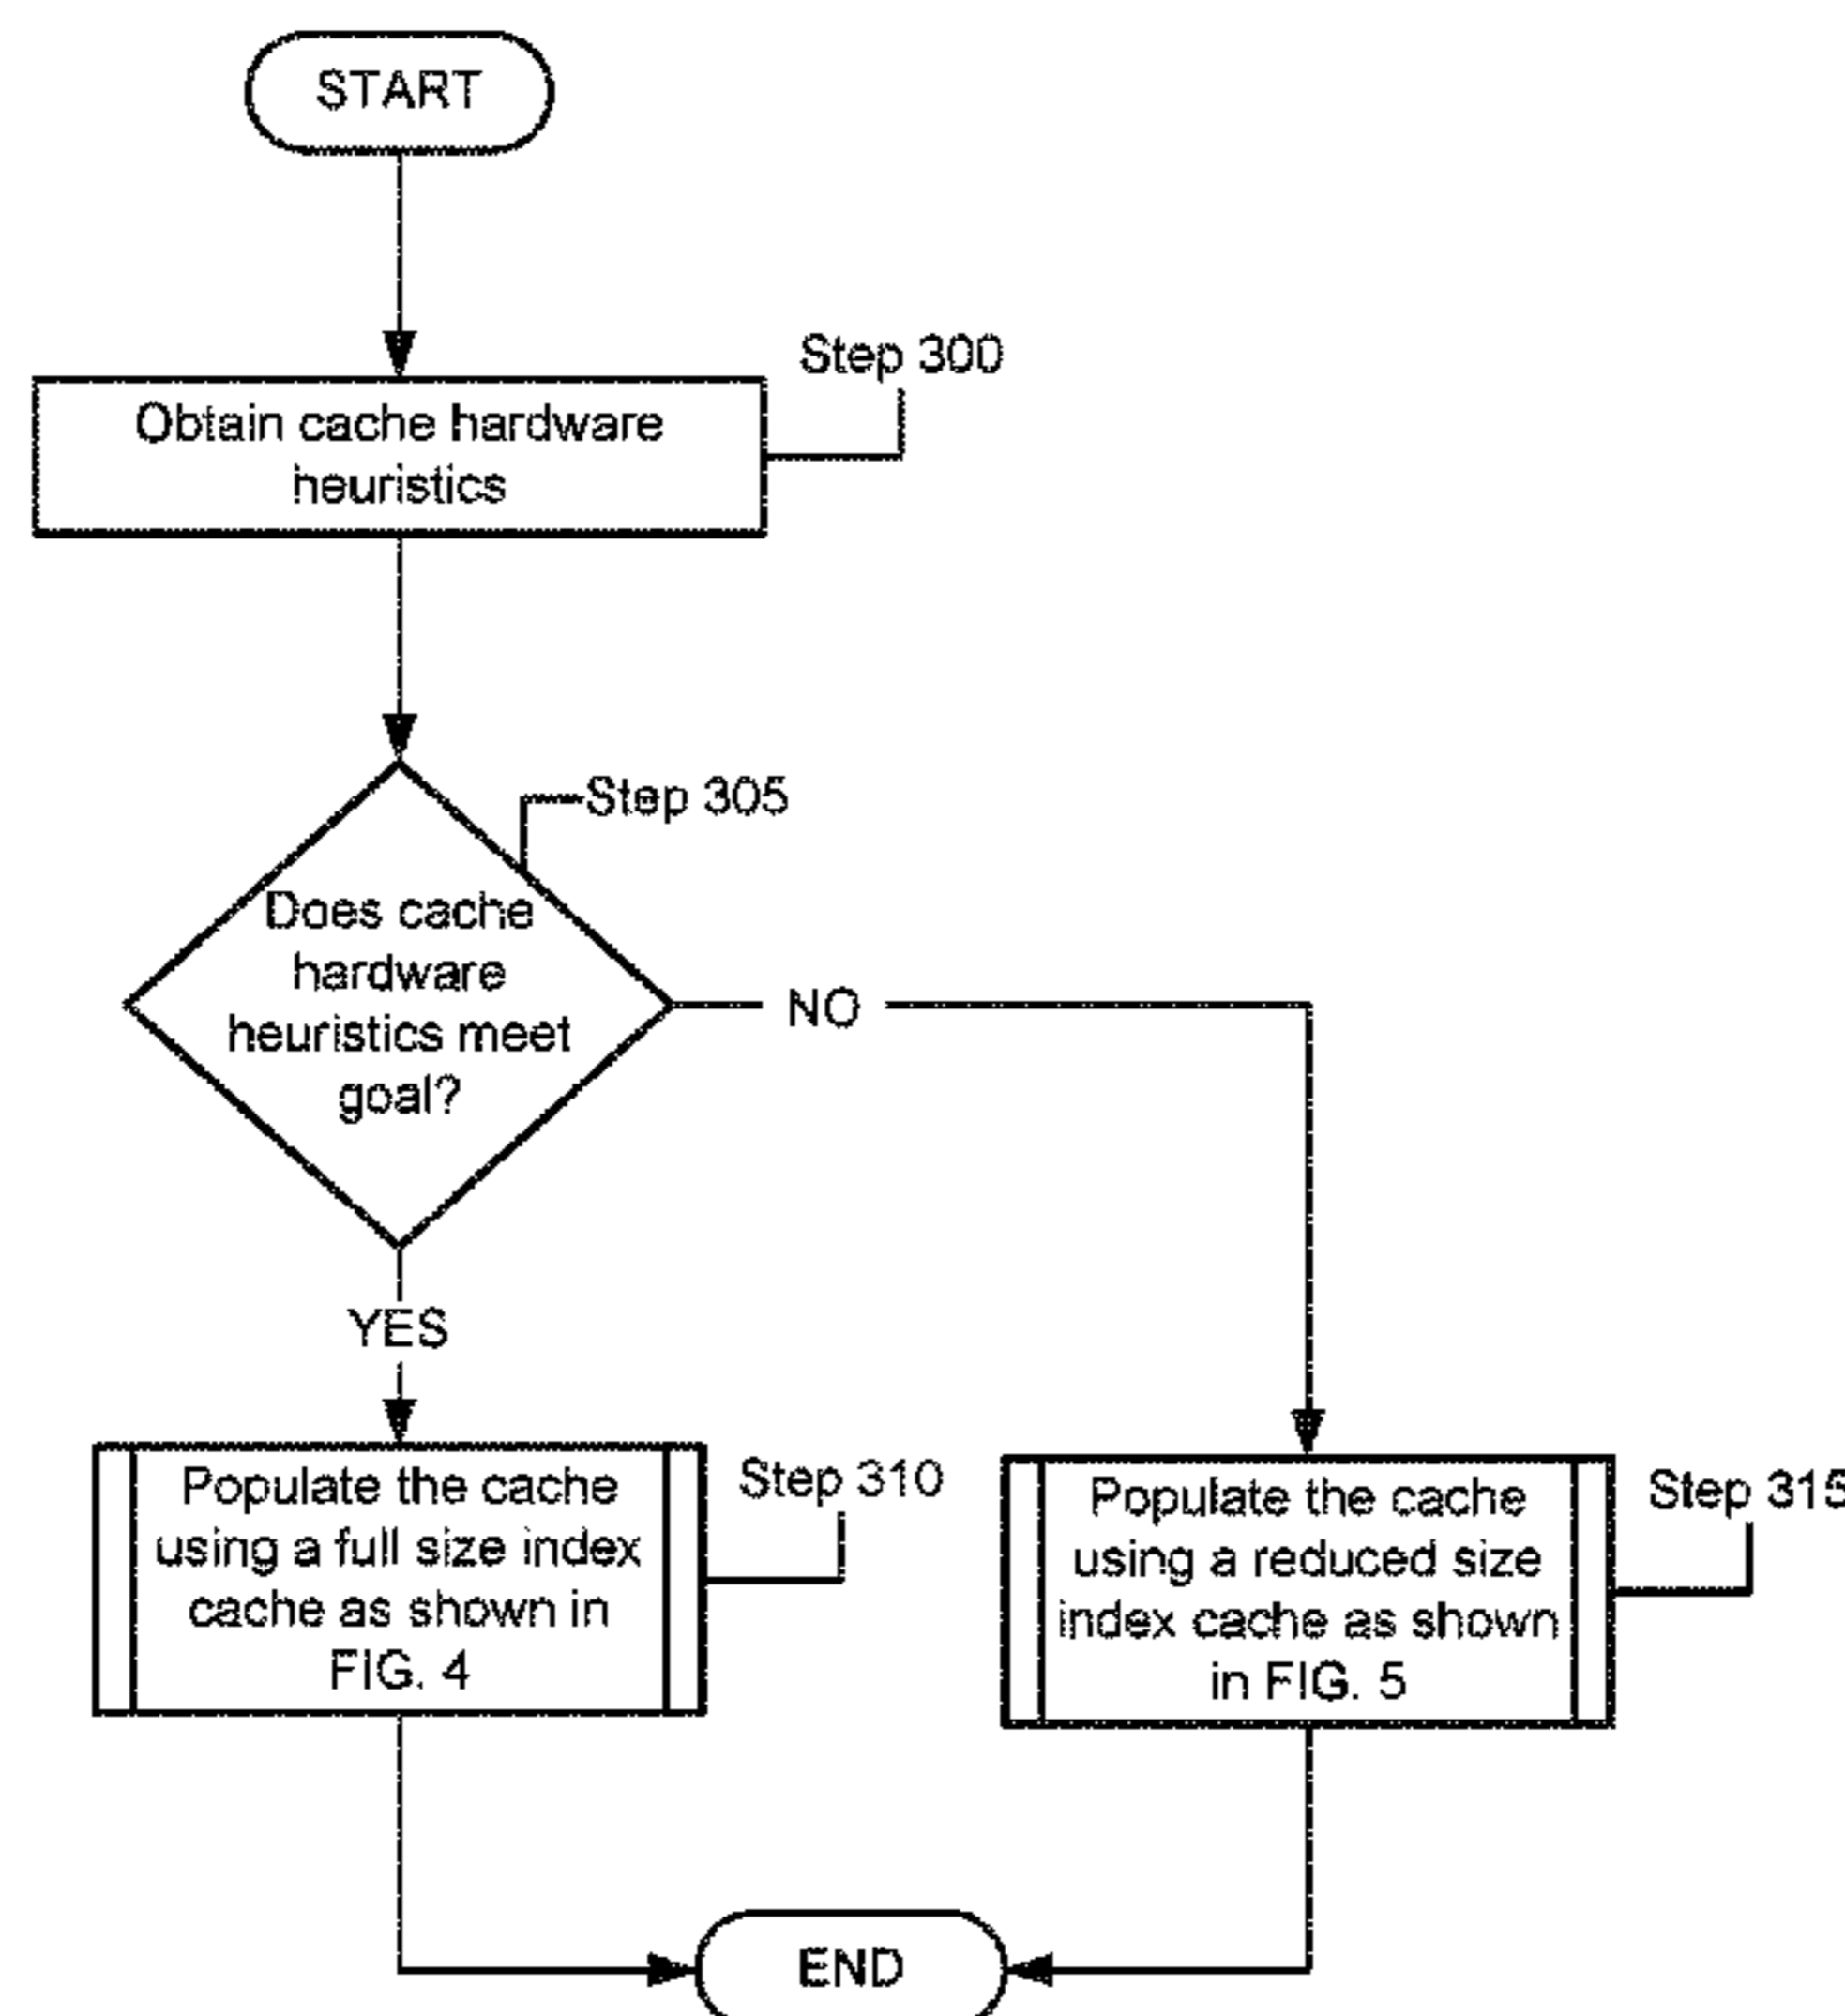 START
Step 300
Obtain cache hardware
heuristics
Step 305
Does cache
hardware
heuristics meet
goal?
NO
YES
Populate the cache
using a full size index
cache as shown in
FIG. 4
Step 310
Populate the cache
using a reduced size
index cache as shown
in FIG. 5
Step 315
END